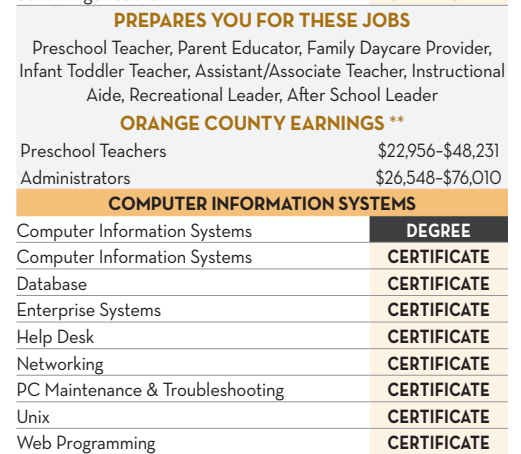 PREPARES YOU FOR THESE JOBS
Preschool Teacher, Parent Educator, Family Daycare Provider,
Infant Toddler Teacher, Assistant/Associate Teacher, Instructional
Aide, Recreational Leader, After School Leader
ORANGE COUNTY EARNINGS **
Preschool Teachers $22,956–$48,231
Administrators $26,548–$76,010
COMPUTER INFORMATION SYSTEMS
Computer Information Systems DEGREE
Computer Information Systems CERTIFICATE
Database CERTIFICATE
Enterprise Systems CERTIFICATE
Help Desk CERTIFICATE
Networking CERTIFICATE
PC Maintenance & Troubleshooting CERTIFICATE
Unix CERTIFICATE
Web Programming CERTIFICATE